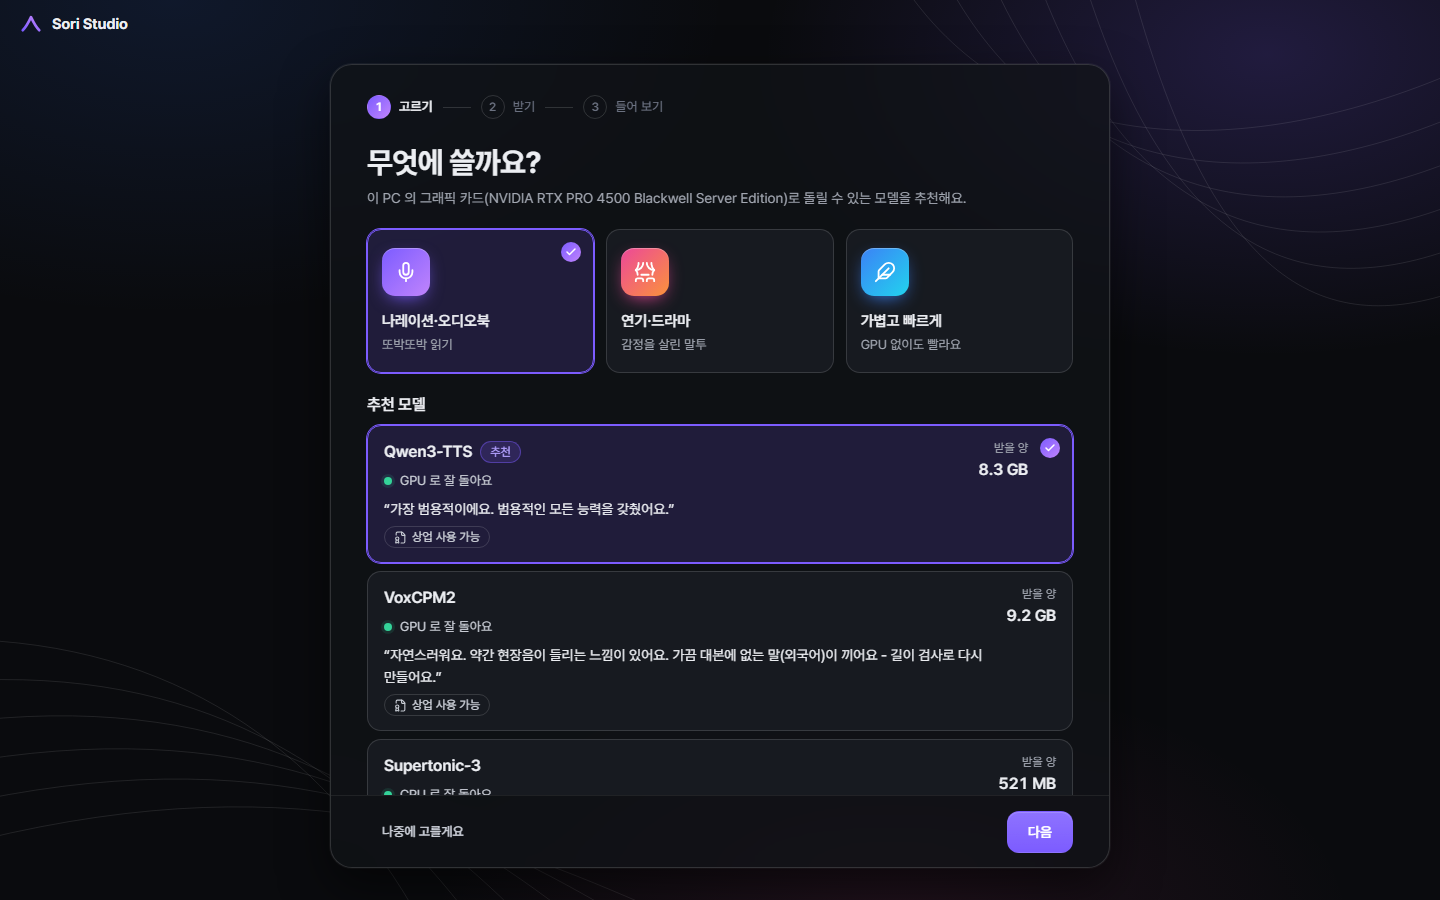 Sori Studio
1 고르기 2 받기 3 들어 보기
무엇에 쓸까요?
이 PC 의 그래픽 카드(NVIDIA RTX PRO 4500 Blackwell Server Edition)로 돌릴 수 있는 모델을 추천해요.
나레이션·오디오북
또박또박 읽기
연기·드라마
감정을 살린 말투
가볍고 빠르게
GPU 없이도 빨라요
추천 모델
Qwen3-TTS 추천
받을 양
8.3 GB
GPU 로 잘 돌아요
“가장 범용적이에요. 범용적인 모든 능력을 갖췄어요.”
상업 사용 가능
VoxCPM2
받을 양
9.2 GB
GPU 로 잘 돌아요
“자연스러워요. 약간 현장음이 들리는 느낌이 있어요. 가끔 대본에 없는 말(외국어)이 끼어요 - 길이 검사로 다시
만들어요.”
상업 사용 가능
Supertonic-3
받을 양
521 MB
CPU 로 잘 돌아요
나중에 고를게요
다음